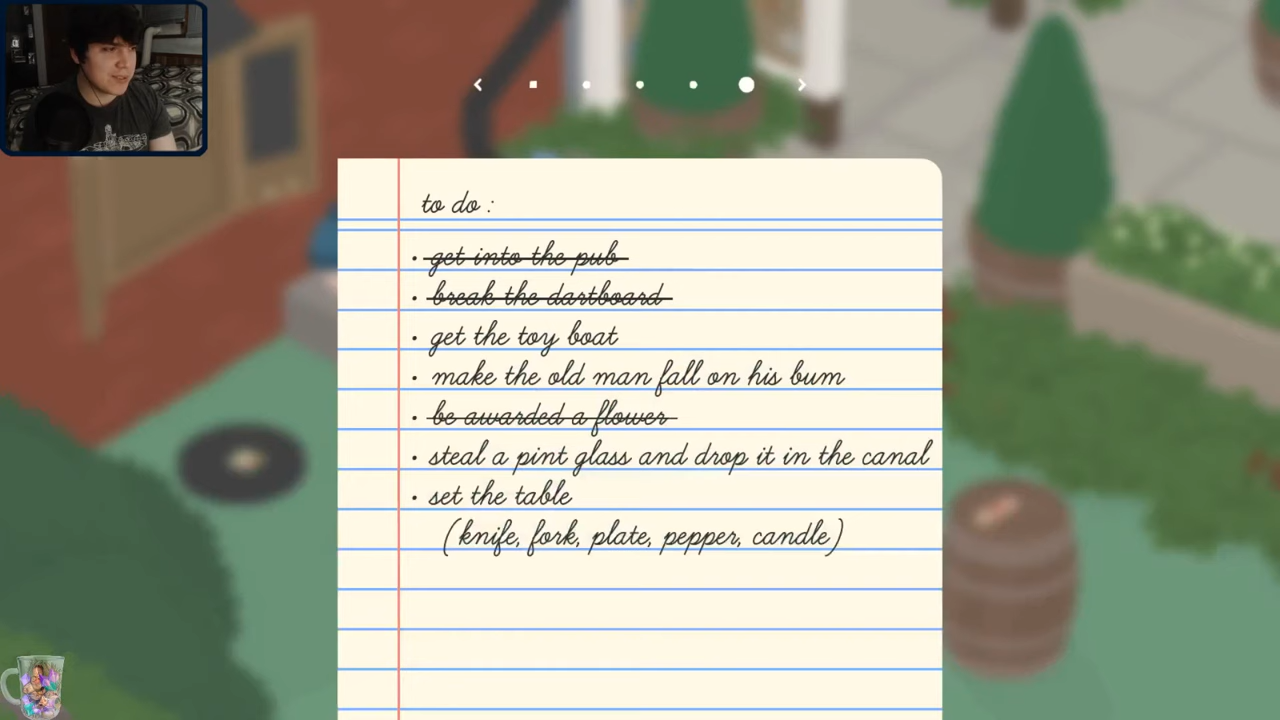 to do :
• get into the pub
• break the dartboard
• get the toy boat
• make the old man fall on his bum
• be awarded a flower
• steal a pint glass and drop it in the canal
• set the table
(knife, fork, plate, pepper, candle)